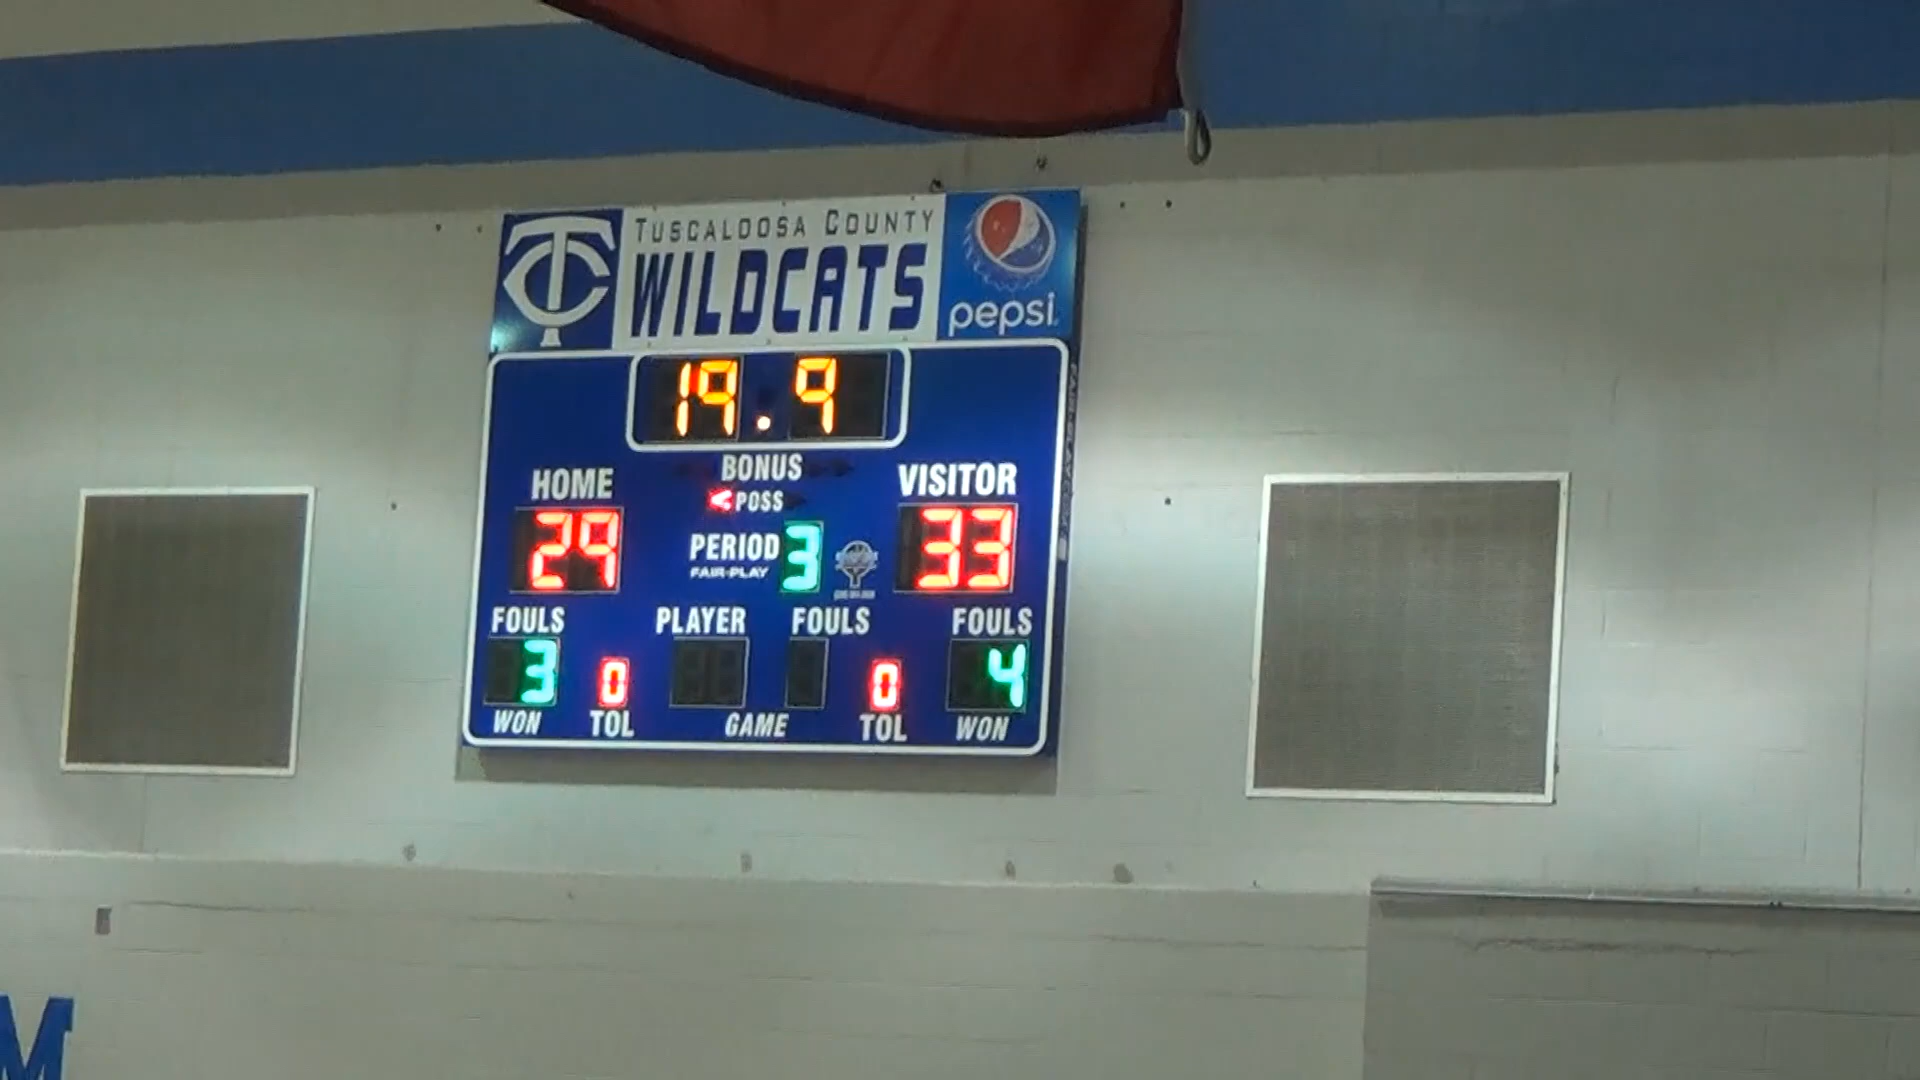 TC
TUSCALOOSA COUNTY
WILDCATS
pepsi
19.9
BONUS
HOME
< POSS
VISITOR
29
PERIOD 3
33
FAIR-PLAY
FOULS PLAYER FOULS FOULS
3 0 0 4
WON TOL GAME TOL WON
M